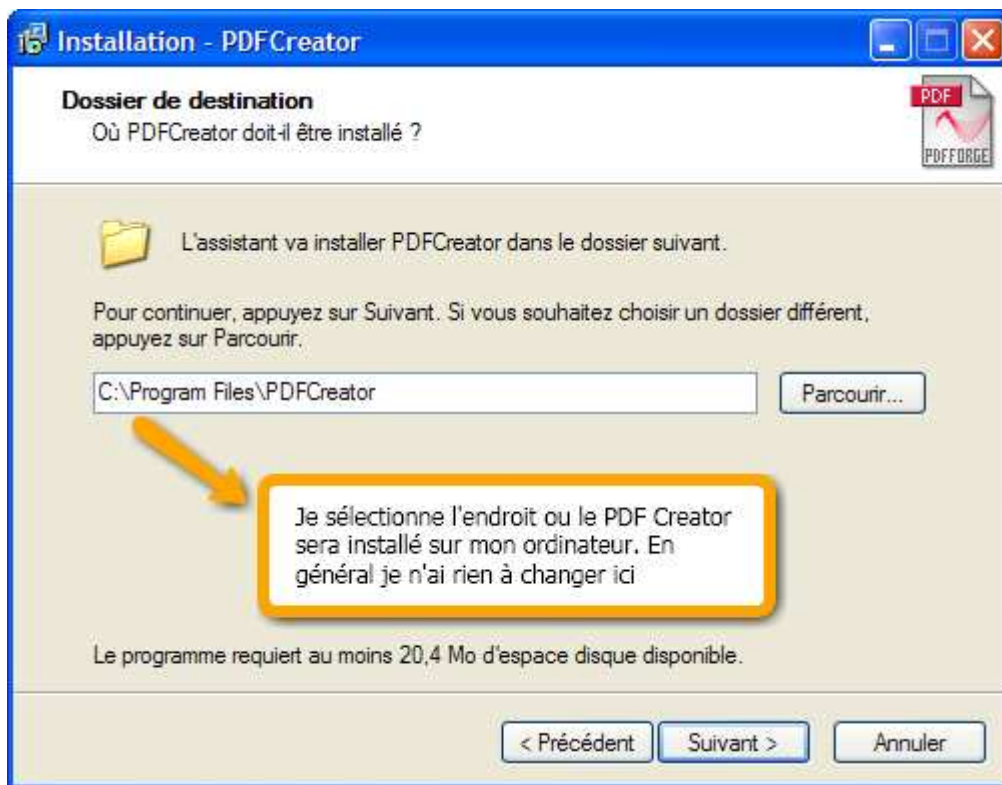 Installation - PDFCreator
Dossier de destination
Où PDFCreator doit-il être installé ?
PDF
PDFFORGE
L'assistant va installer PDFCreator dans le dossier suivant.
Pour continuer, appuyez sur Suivant. Si vous souhaitez choisir un dossier différent,
appuyez sur Parcourir.
C:\Program Files\PDFCreator
Parcourir...
Je sélectionne l'endroit ou le PDF Creator
sera installé sur mon ordinateur. En
général je n'ai rien à changer ici
Le programme requiert au moins 20,4 Mo d'espace disque disponible.
< Précédent
Suivant >
Annuler